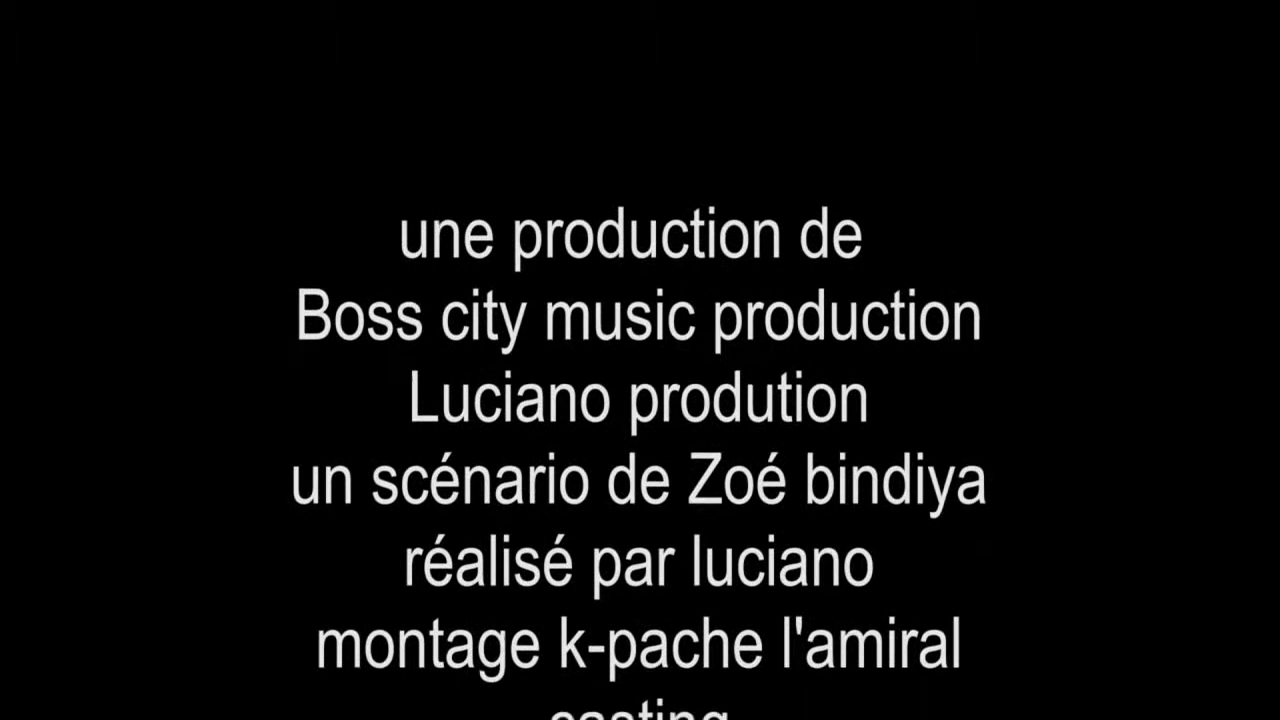 une production de
Boss city music production
Luciano prodution
un scénario de Zoé bindiya
réalisé par luciano
montage k-pache l'amiral
casting